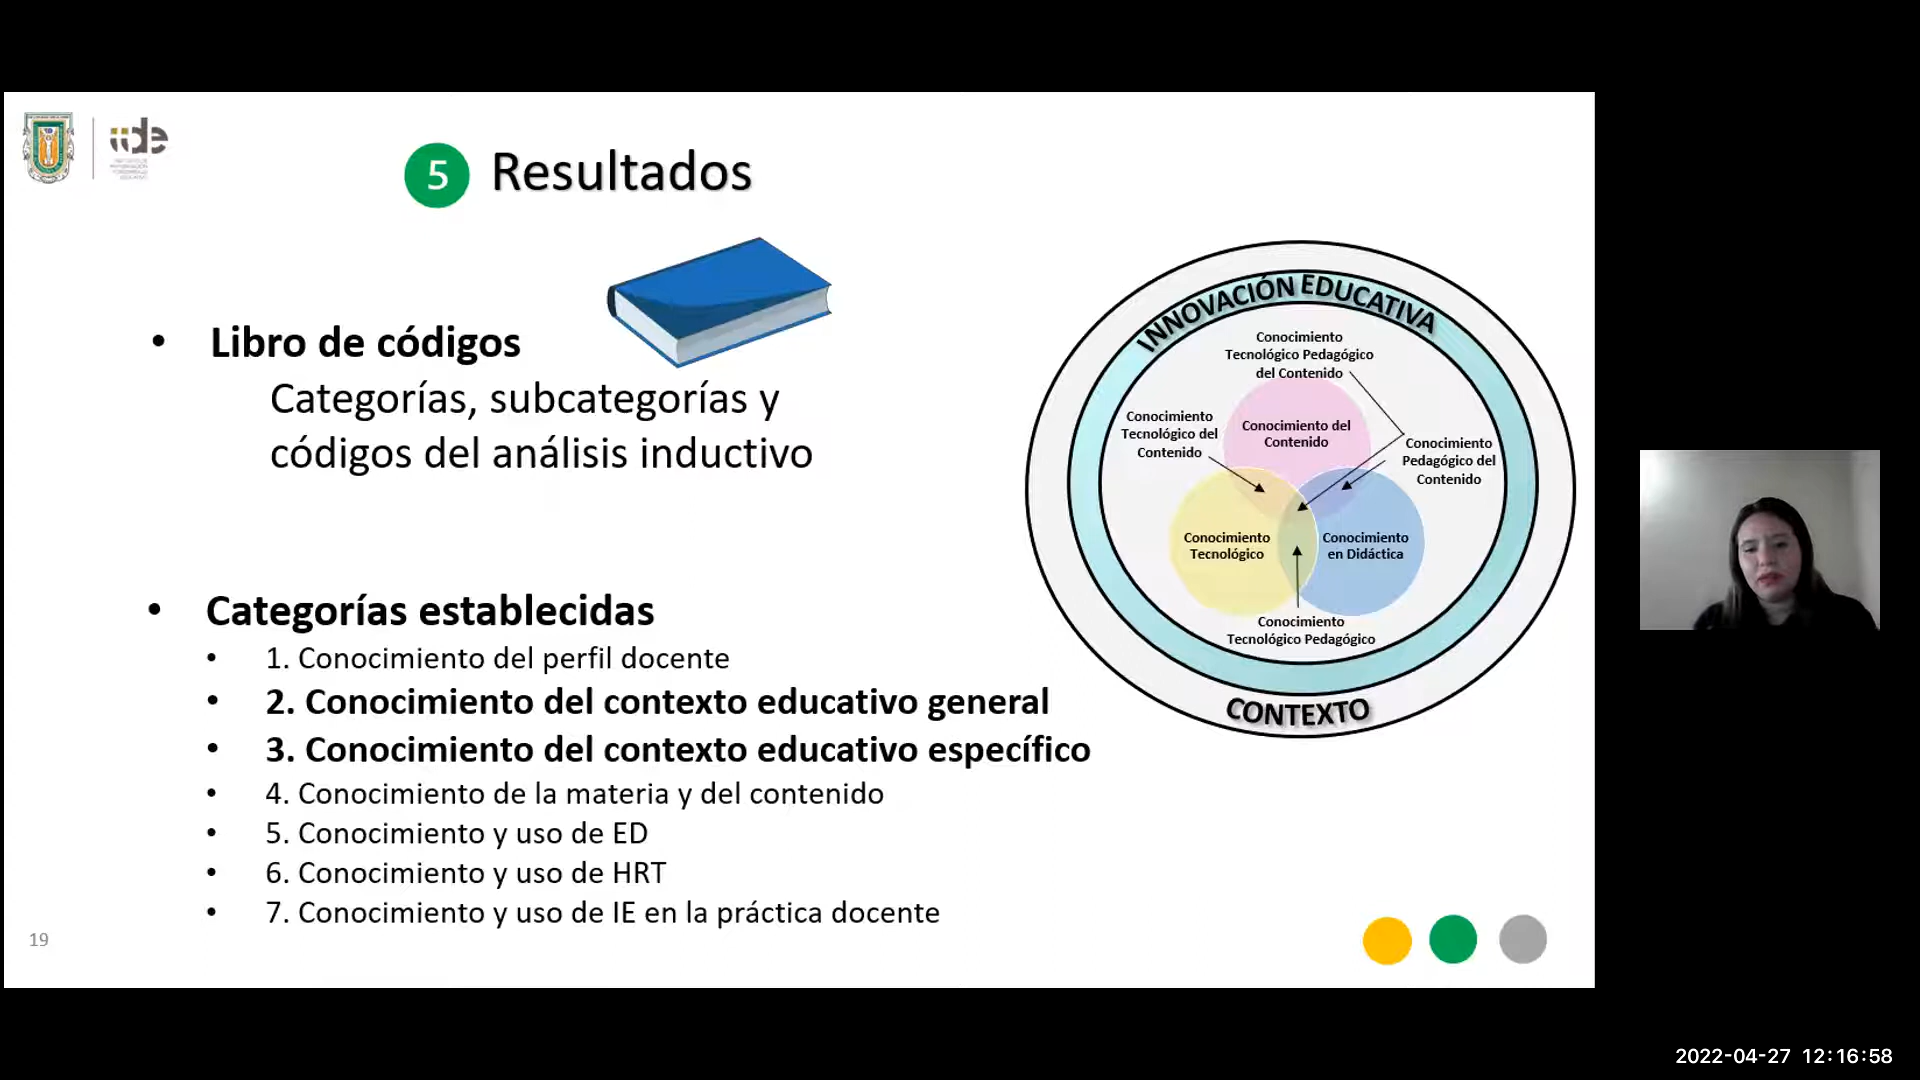 iide
5 Resultados
• Libro de códigos
Categorías, subcategorías y
códigos del análisis inductivo
• Categorías establecidas
• 1. Conocimiento del perfil docente
• 2. Conocimiento del contexto educativo general
• 3. Conocimiento del contexto educativo específico
• 4. Conocimiento de la materia y del contenido
• 5. Conocimiento y uso de ED
• 6. Conocimiento y uso de HRT
• 7. Conocimiento y uso de IE en la práctica docente
19
INNOVACIÓN EDUCATIVA
Conocimiento
Tecnológico Pedagógico
del Contenido
Conocimiento
Tecnológico del
Contenido
Conocimiento del
Contenido
Conocimiento
Pedagógico del
Contenido
Conocimiento
Tecnológico
Conocimiento
en Didáctica
Conocimiento
Tecnológico Pedagógico
CONTEXTO
2022-04-27 12:16:58